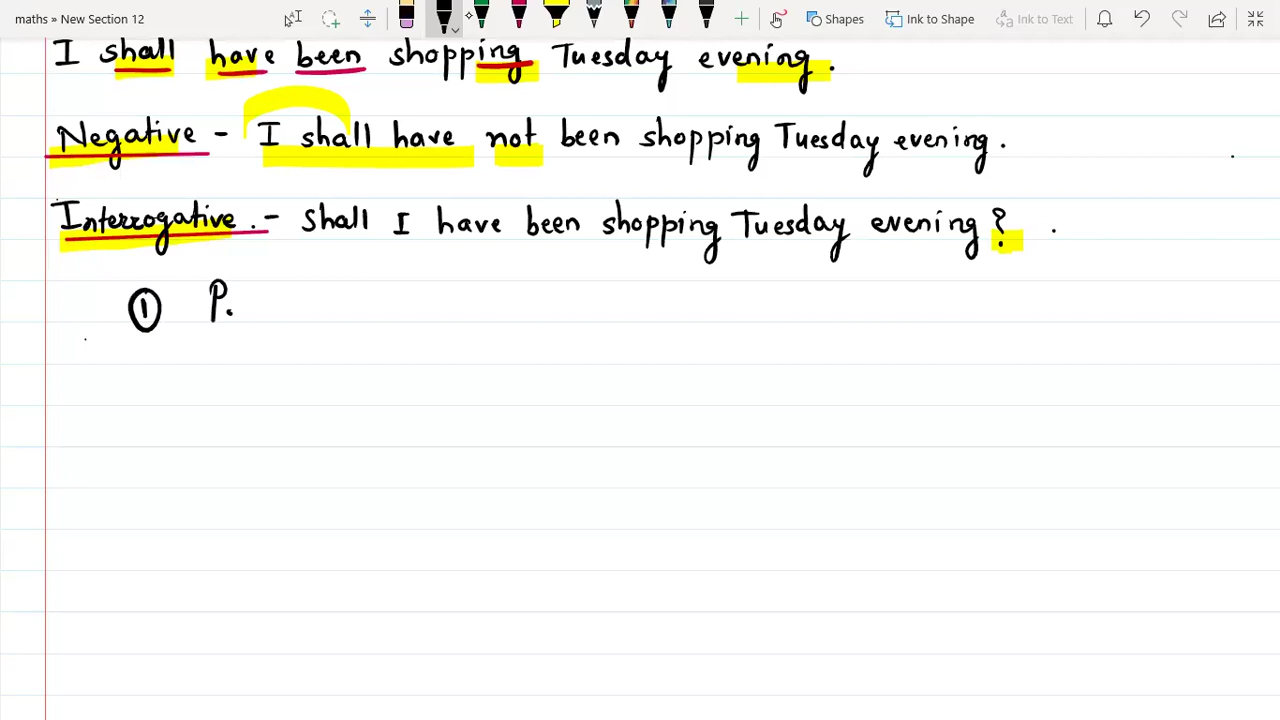 maths » New Section 12
Shapes
Ink to Shape
Ink to Text
I shall have been shopping Tuesday evening.
Negative - I shall have not been shopping Tuesday evening.
Interrogative. - Shall I have been shopping Tuesday evening?
① P.